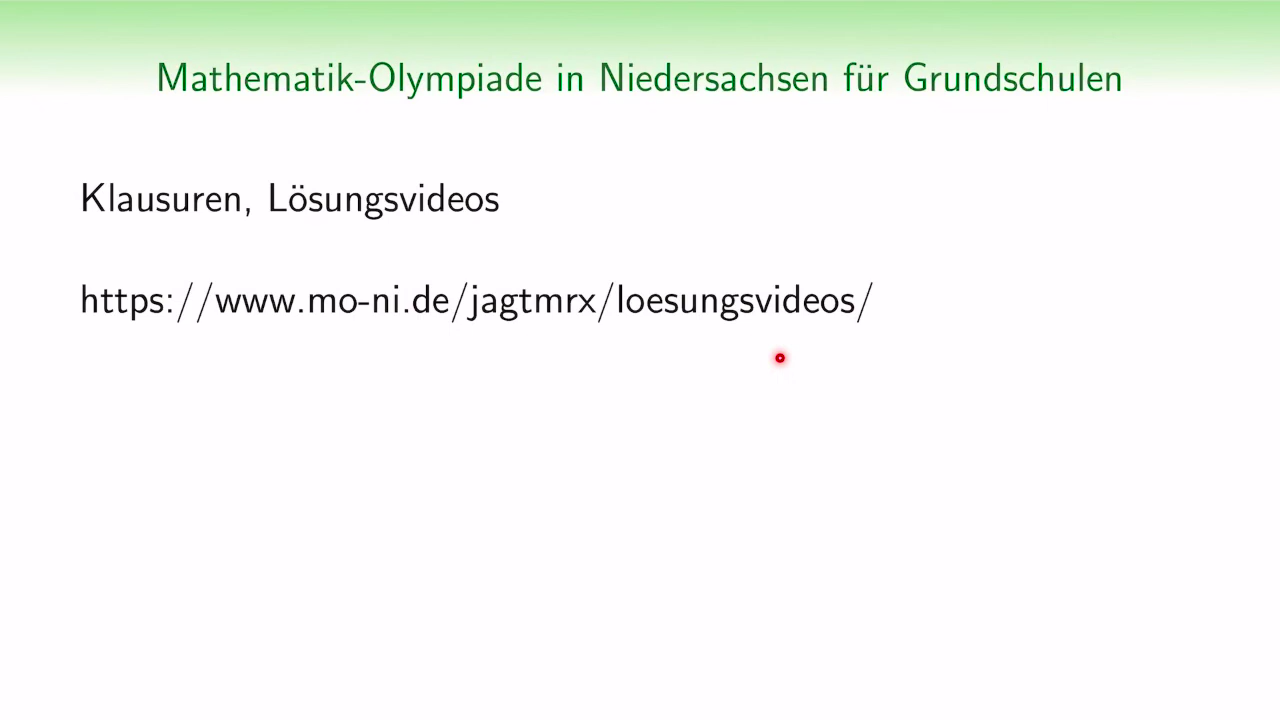 Mathematik-Olympiade in Niedersachsen für Grundschulen
Klausuren, Lösungsvideos
https://www.mo-ni.de/jagtmrx/loesungsvideos/